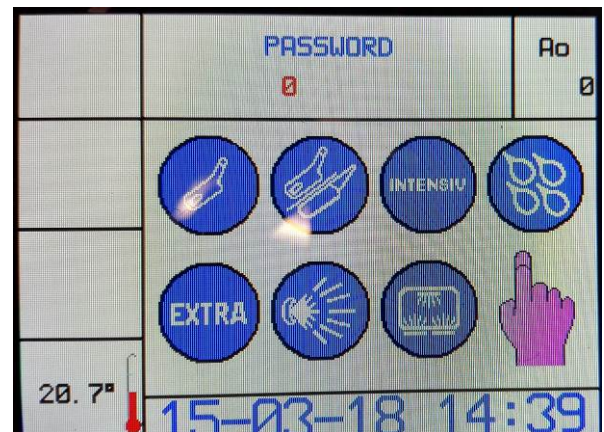 PASSWORD
0
Ao
0
INTENSIV
EXTRA
20.7°
15-03-18 14:39